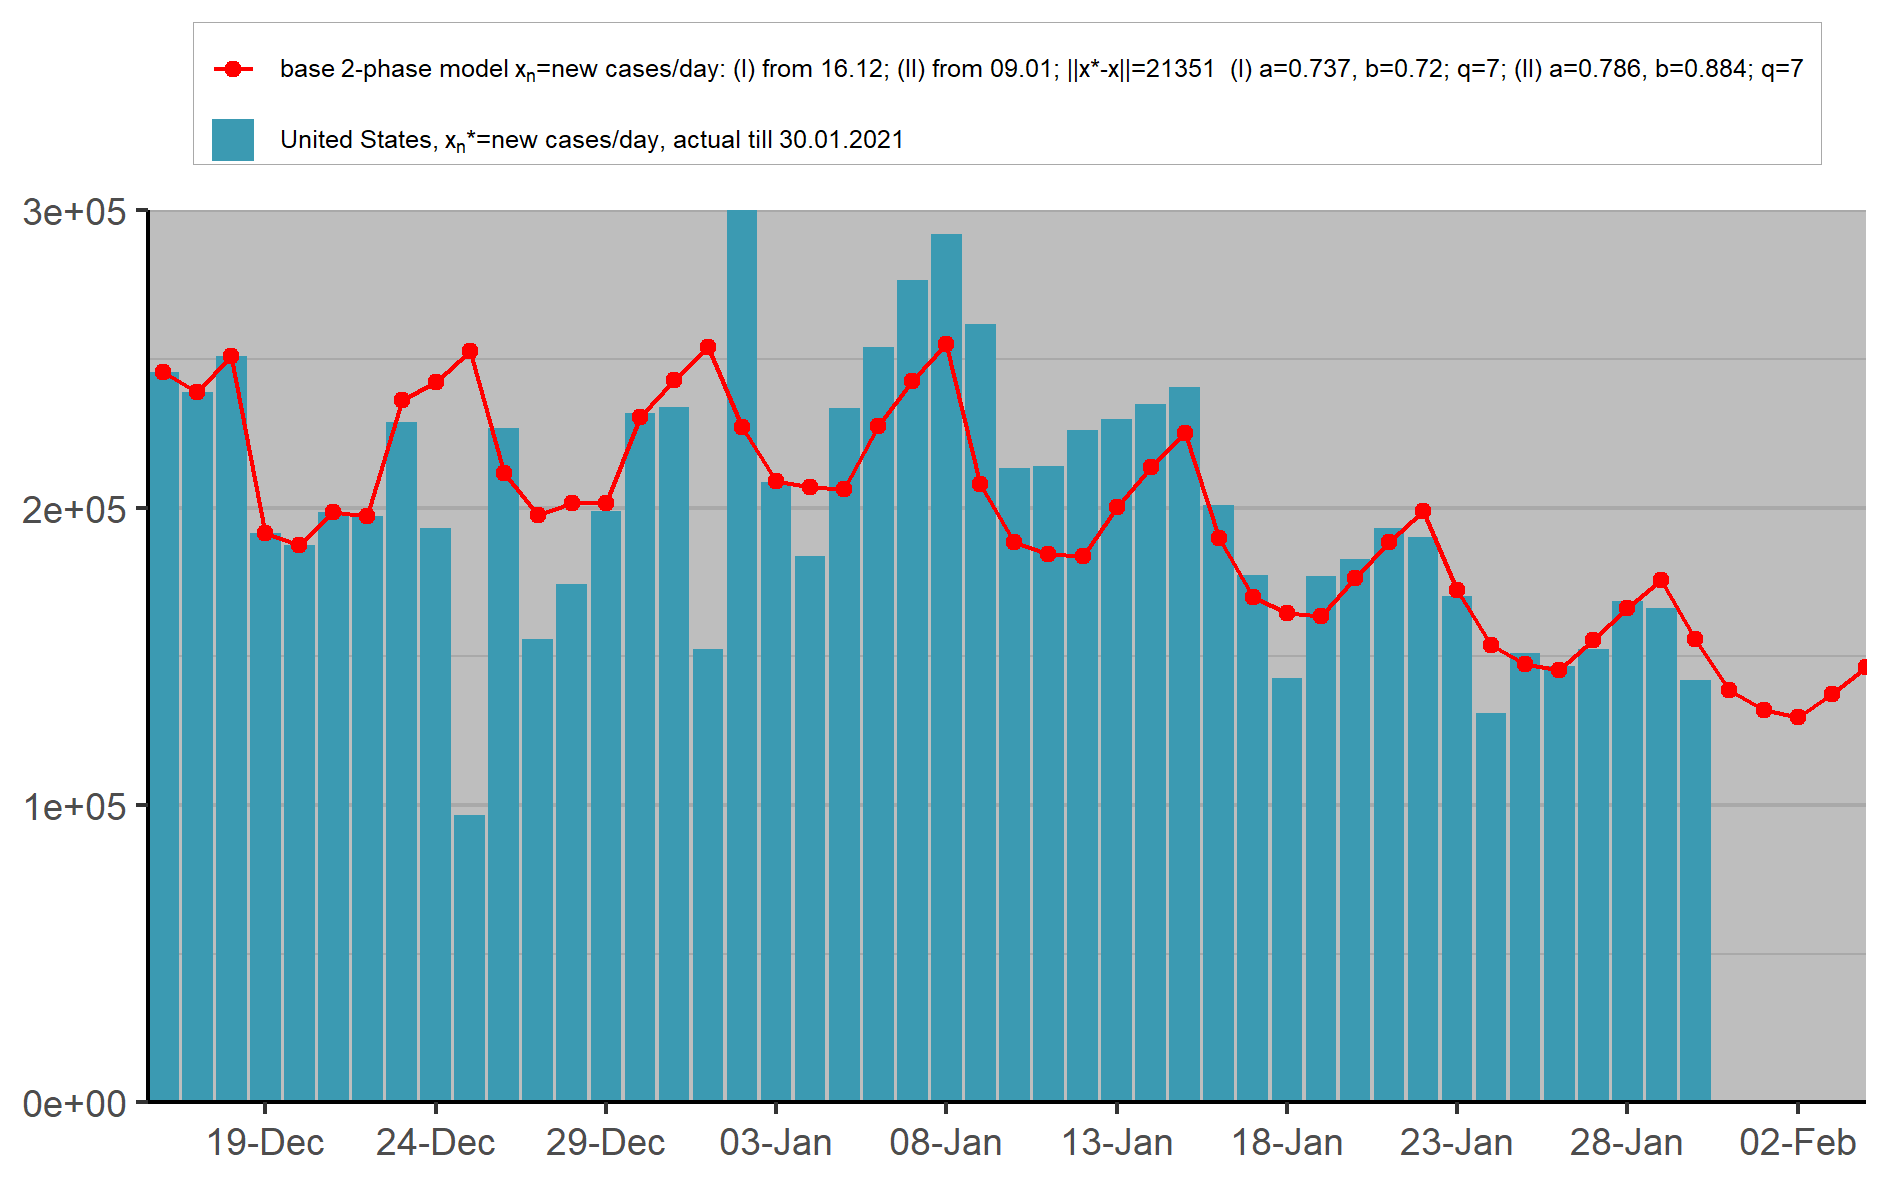 base 2-phase model xn=new cases/day: (I) from 16.12; (II) from 09.01; ||x*-x||=21351  (I) a=0.737, b=0.72; q=7; (II) a=0.786, b=0.884; q=7
United States, xn*=new cases/day, actual till 30.01.2021
3e+05
2e+05
1e+05
0e+00
19-Dec 24-Dec 29-Dec 03-Jan 08-Jan 13-Jan 18-Jan 23-Jan 28-Jan 02-Feb